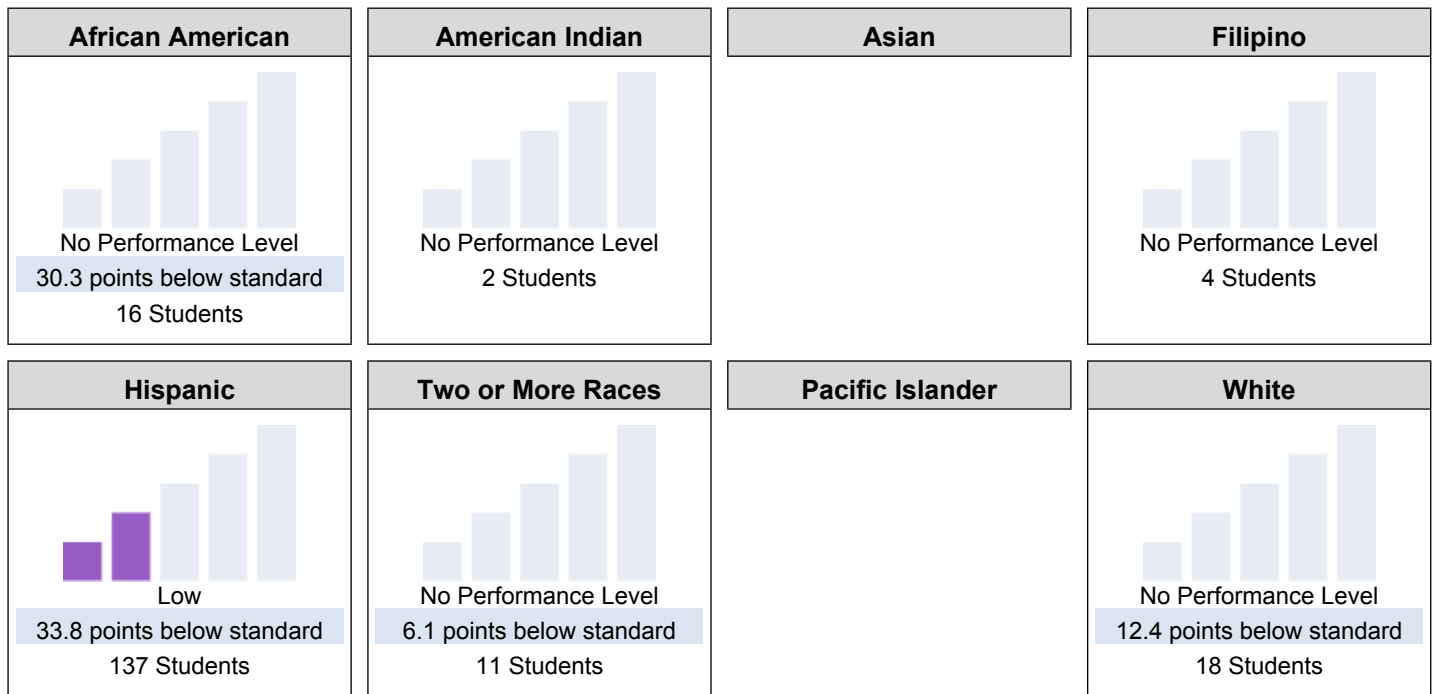 African American
No Performance Level
30.3 points below standard
16 Students
American Indian
No Performance Level
2 Students
Asian
Filipino
No Performance Level
4 Students
Hispanic
Low
33.8 points below standard
137 Students
Two or More Races
No Performance Level
6.1 points below standard
11 Students
Pacific Islander
White
No Performance Level
12.4 points below standard
18 Students